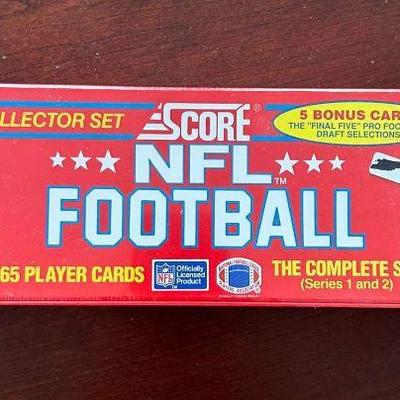 LLECTOR SET
SCORE®
5 BONUS CAR
THE "FINAL FIVE" PRO FOO
DRAFT SELECTIONS
NFL™
FOOTBALL
65 PLAYER CARDS
NFL
Officially
Licensed
Product
THE COMPLETE S
(Series 1 and 2)